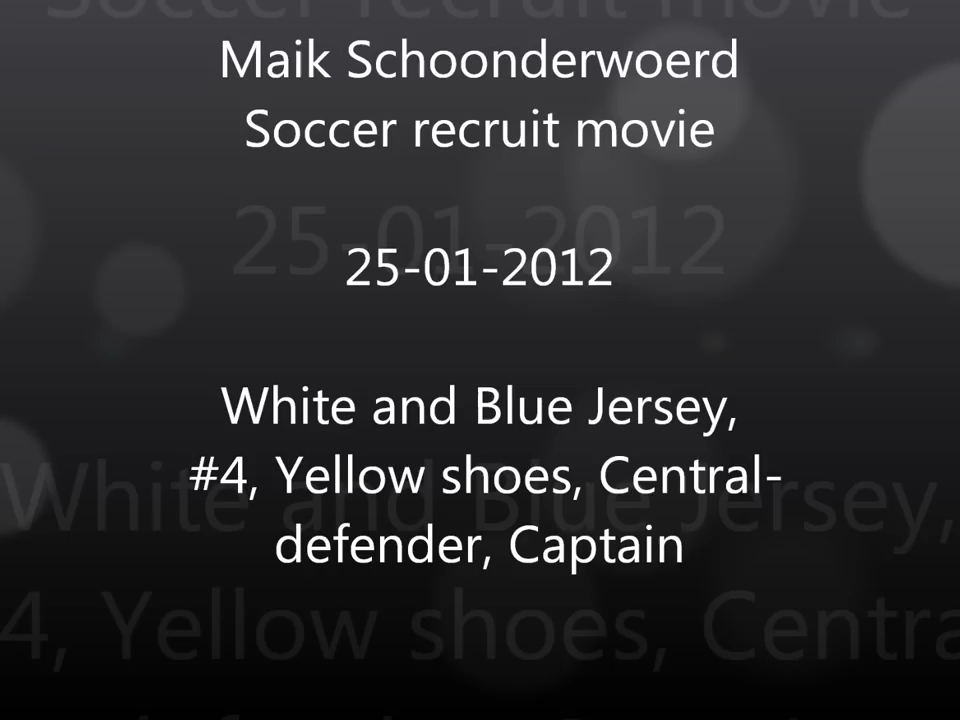 Maik Schoonderwoerd
Soccer recruit movie
25-01-2012
White and Blue Jersey,
#4, Yellow shoes, Central-
defender, Captain